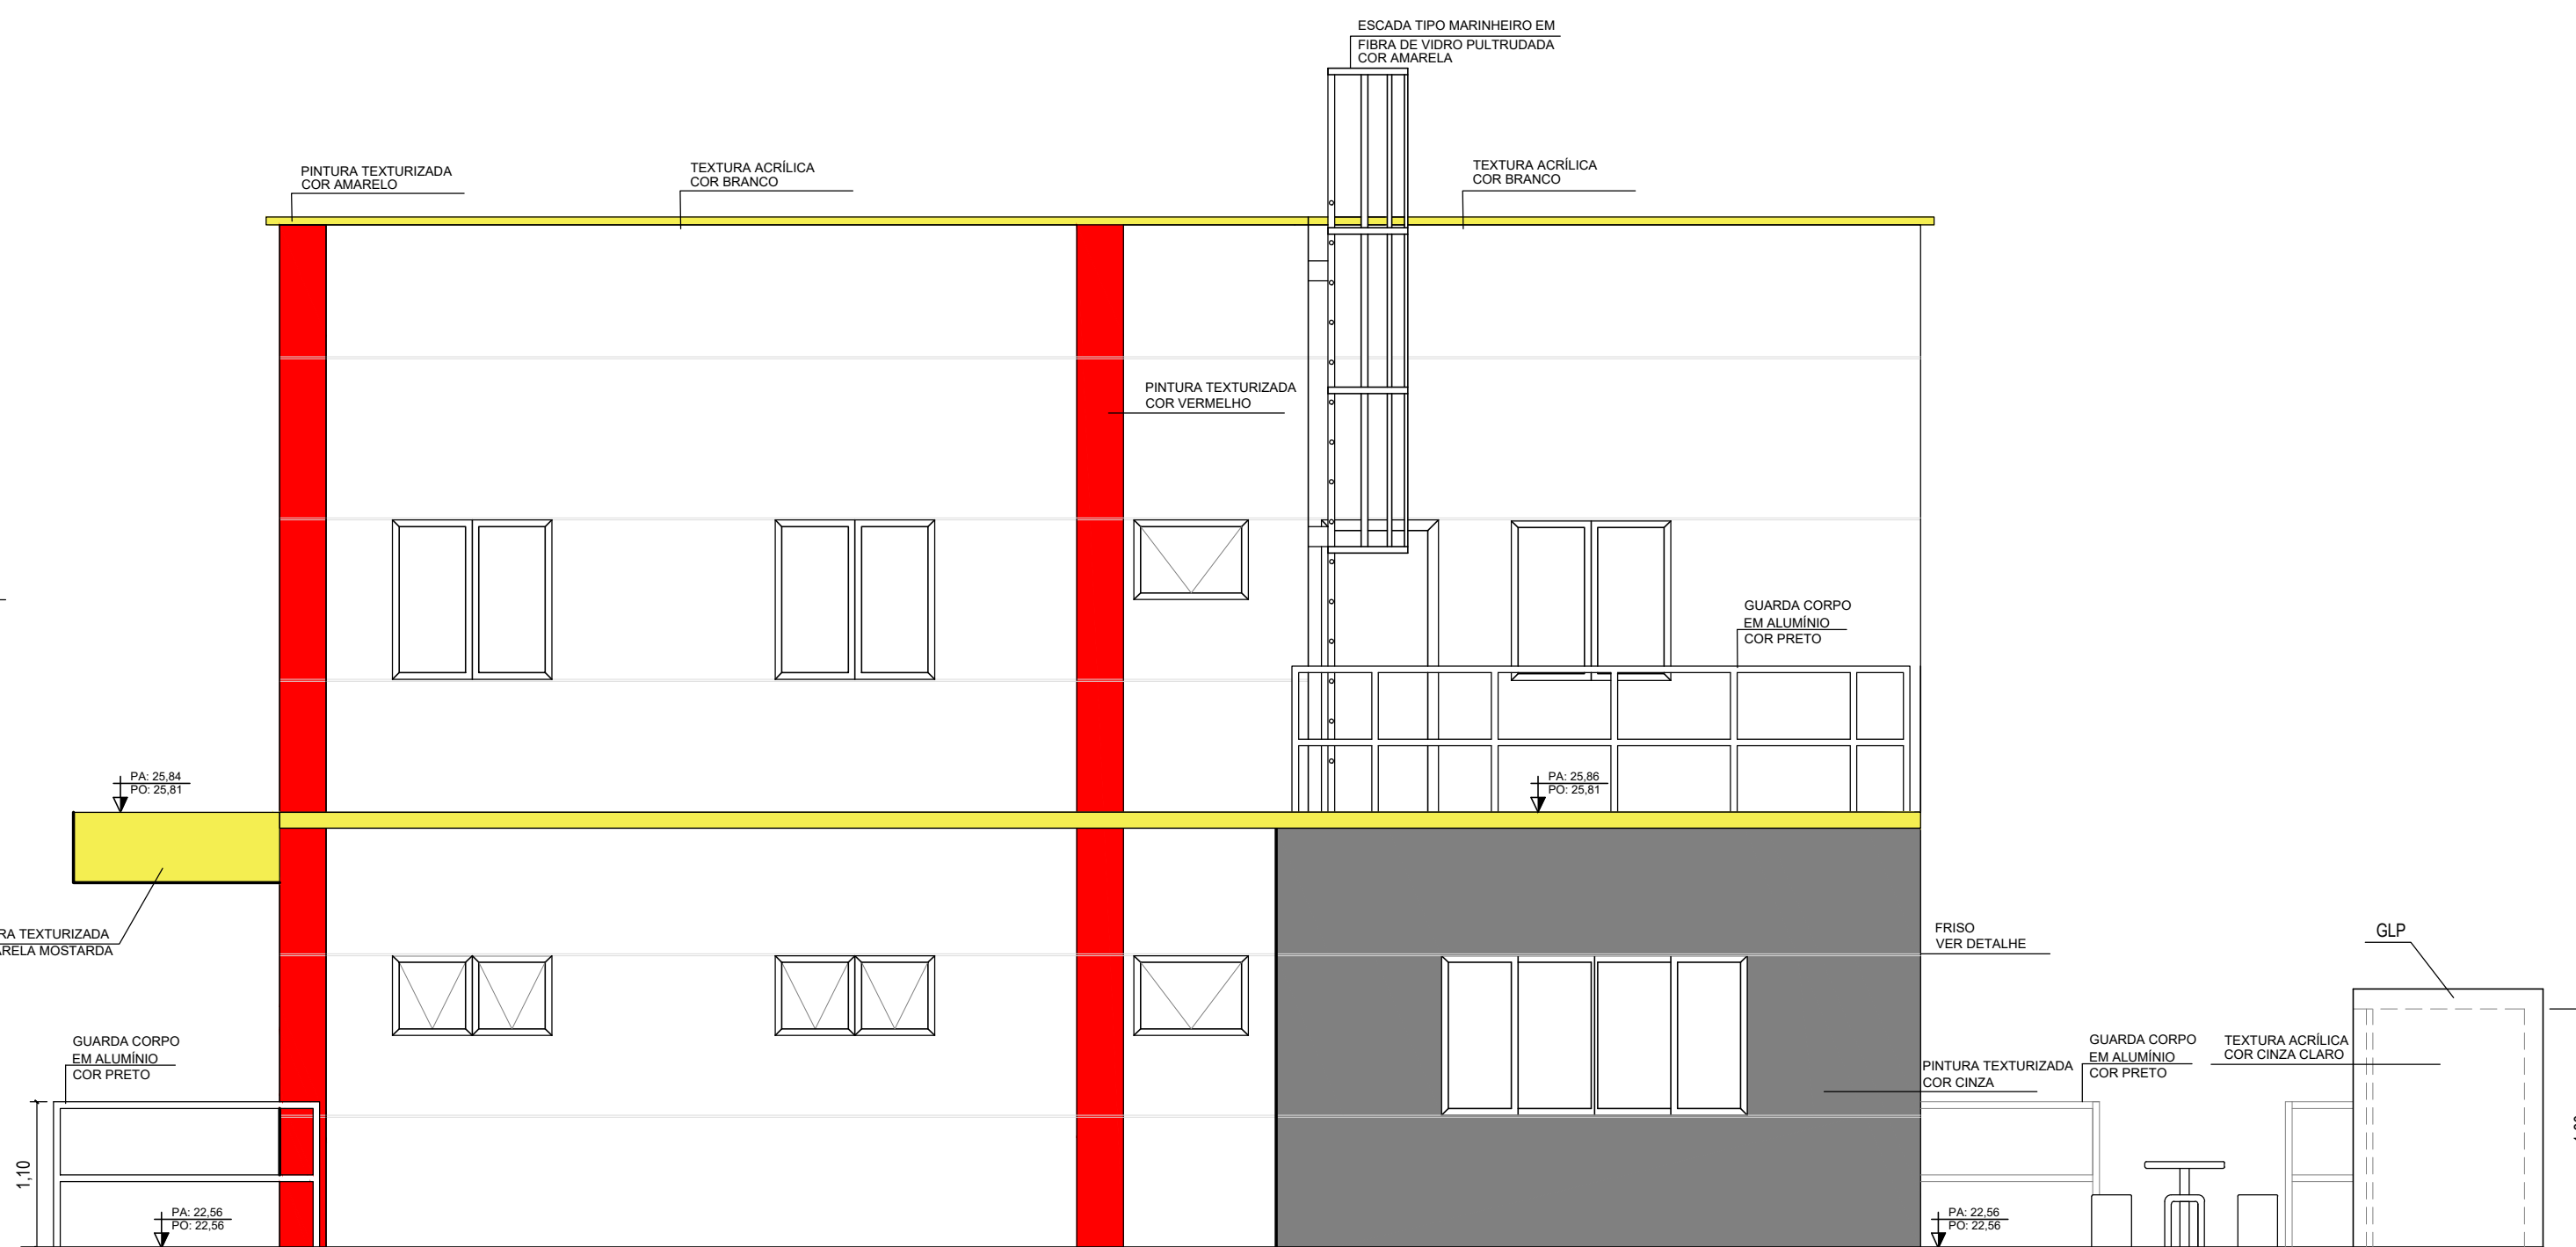 ESCADA TIPO MARINHEIRO EM
FIBRA DE VIDRO PULTRUDADA
COR AMARELA
PINTURA TEXTURIZADA
COR AMARELO
TEXTURA ACRÍLICA
COR BRANCO
TEXTURA ACRÍLICA
COR BRANCO
PINTURA TEXTURIZADA
COR VERMELHO
GUARDA CORPO
EM ALUMÍNIO
COR PRETO
PA: 25,84
PO: 25,81
PA: 25,86
PO: 25,81
TEXTURIZADA
MOSTARDA
FRISO
VER DETALHE
GLP
GUARDA CORPO
EM ALUMÍNIO
COR PRETO
PINTURA TEXTURIZADA
COR CINZA
GUARDA CORPO
EM ALUMÍNIO
COR PRETO
TEXTURA ACRÍLICA
COR CINZA CLARO
1,10
PA: 22,56
PO: 22,56
PA: 22,56
PO: 22,56